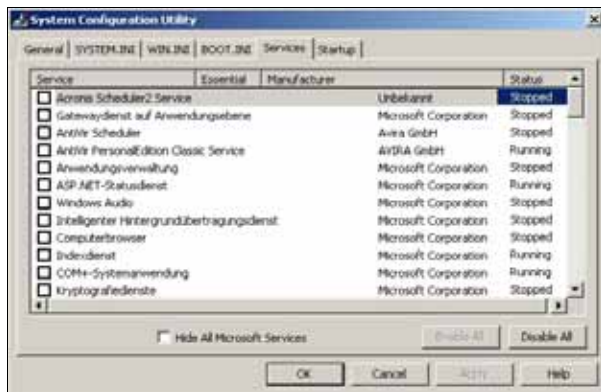 System Configuration Utility
General SYSTEM.INI WIN.INI BOOT.INI Services Startup
Service Essential Manufacturer Status
Acronis Scheduler2 Service Unbekannt Stopped
Gatewaydienst auf Anwendungsebene Microsoft Corporation Stopped
AntiVir Scheduler Avira GmbH Stopped
AntiVir PersonalEdition Classic Service AVIRA GmbH Running
Anwendungsverwaltung Microsoft Corporation Stopped
ASP.NET-Statusdienst Microsoft Corporation Running
Windows Audio Microsoft Corporation Stopped
Intelligenter Hintergrundübertragungsdienst Microsoft Corporation Stopped
Computerbrowser Microsoft Corporation Stopped
Indexdienst Microsoft Corporation Running
COM+-Systemanwendung Microsoft Corporation Running
Kryptografiedienste Microsoft Corporation Stopped
Hide All Microsoft Services Enable All Disable All
OK Cancel Apply Help